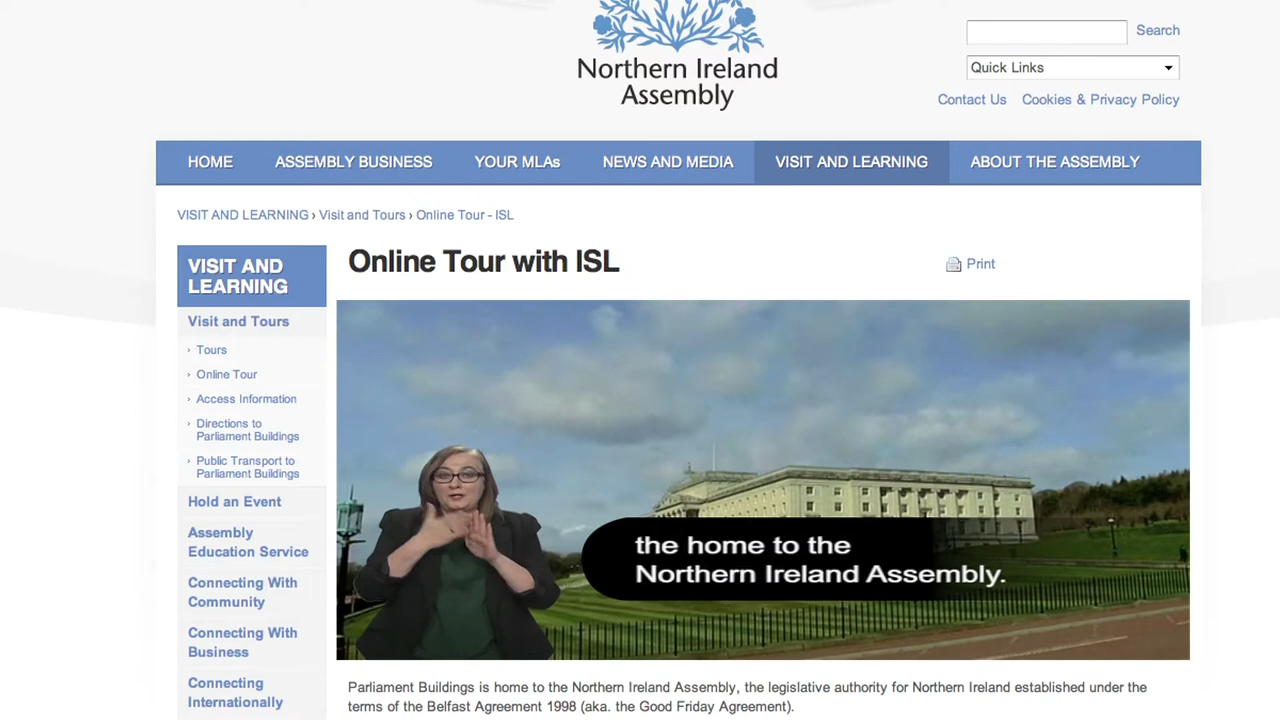 Northern Ireland
Assembly
Search
Quick Links
Contact Us Cookies & Privacy Policy
HOME ASSEMBLY BUSINESS YOUR MLAs NEWS AND MEDIA VISIT AND LEARNING ABOUT THE ASSEMBLY
VISIT AND LEARNING › Visit and Tours › Online Tour - ISL
VISIT AND
LEARNING
Visit and Tours
› Tours
› Online Tour
› Access Information
› Directions to
Parliament Buildings
› Public Transport to
Parliament Buildings
Hold an Event
Assembly
Education Service
Connecting With
Community
Connecting With
Business
Connecting
Internationally
Online Tour with ISL
Print
the home to the
Northern Ireland Assembly.
Parliament Buildings is home to the Northern Ireland Assembly, the legislative authority for Northern Ireland established under the
terms of the Belfast Agreement 1998 (aka. the Good Friday Agreement).